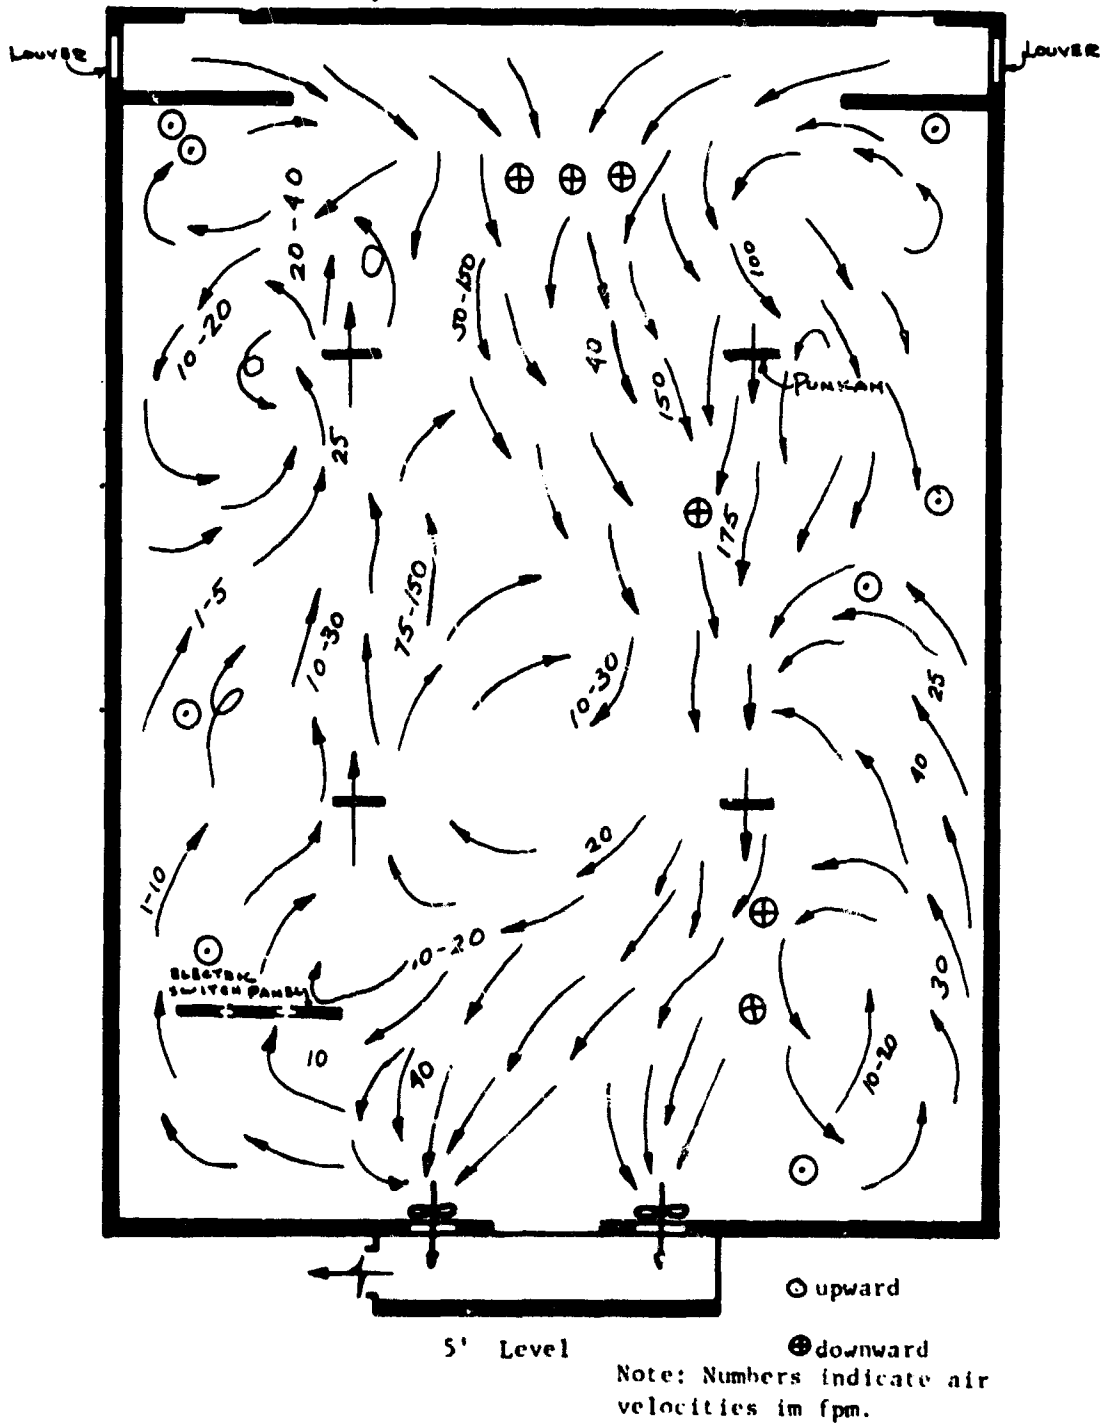 LOUVER
LOUVER
20-40
50-150
100
10-20
40
150
PUNKAH
25
175
1-5
10-30
75-150
10-30
25
40
20
1-10
10-20
ELECTRIC
SWITCH PANEL
30
10
40
10-20
upward
5' Level
downward
Note: Numbers indicate air
velocities im fpm.